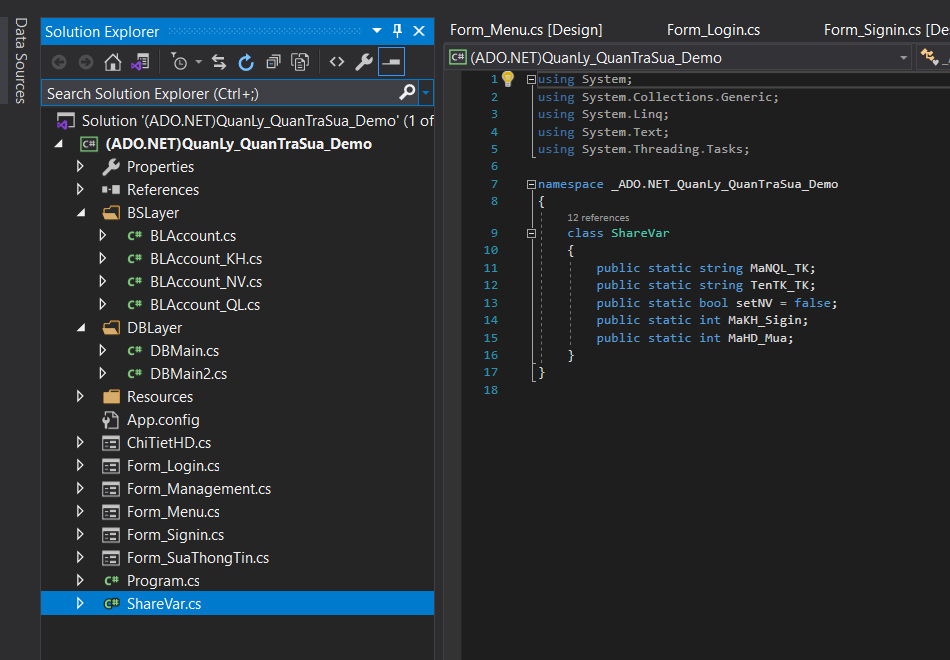 Data Sources
Solution Explorer
Search Solution Explorer (Ctrl+;)
Solution '(ADO.NET)QuanLy_QuanTraSua_Demo' (1 of
(ADO.NET)QuanLy_QuanTraSua_Demo
Properties
References
BSLayer
C# BLAccount.cs
C# BLAccount_KH.cs
C# BLAccount_NV.cs
C# BLAccount_QL.cs
DBLayer
C# DBMain.cs
C# DBMain2.cs
Resources
App.config
ChiTietHD.cs
Form_Login.cs
Form_Management.cs
Form_Menu.cs
Form_Signin.cs
Form_SuaThongTin.cs
C# Program.cs
C# ShareVar.cs
Form_Menu.cs [Design] Form_Login.cs Form_Signin.cs [De
C# (ADO.NET)QuanLy_QuanTraSua_Demo
1 using System;
2 using System.Collections.Generic;
3 using System.Linq;
4 using System.Text;
5 using System.Threading.Tasks;
6
7 namespace _ADO.NET_QuanLy_QuanTraSua_Demo
8 {
12 references
9 class ShareVar
10 {
11 public static string MaNQL_TK;
12 public static string TenTK_TK;
13 public static bool setNV = false;
14 public static int MaKH_Sigin;
15 public static int MaHD_Mua;
16 }
17 }
18